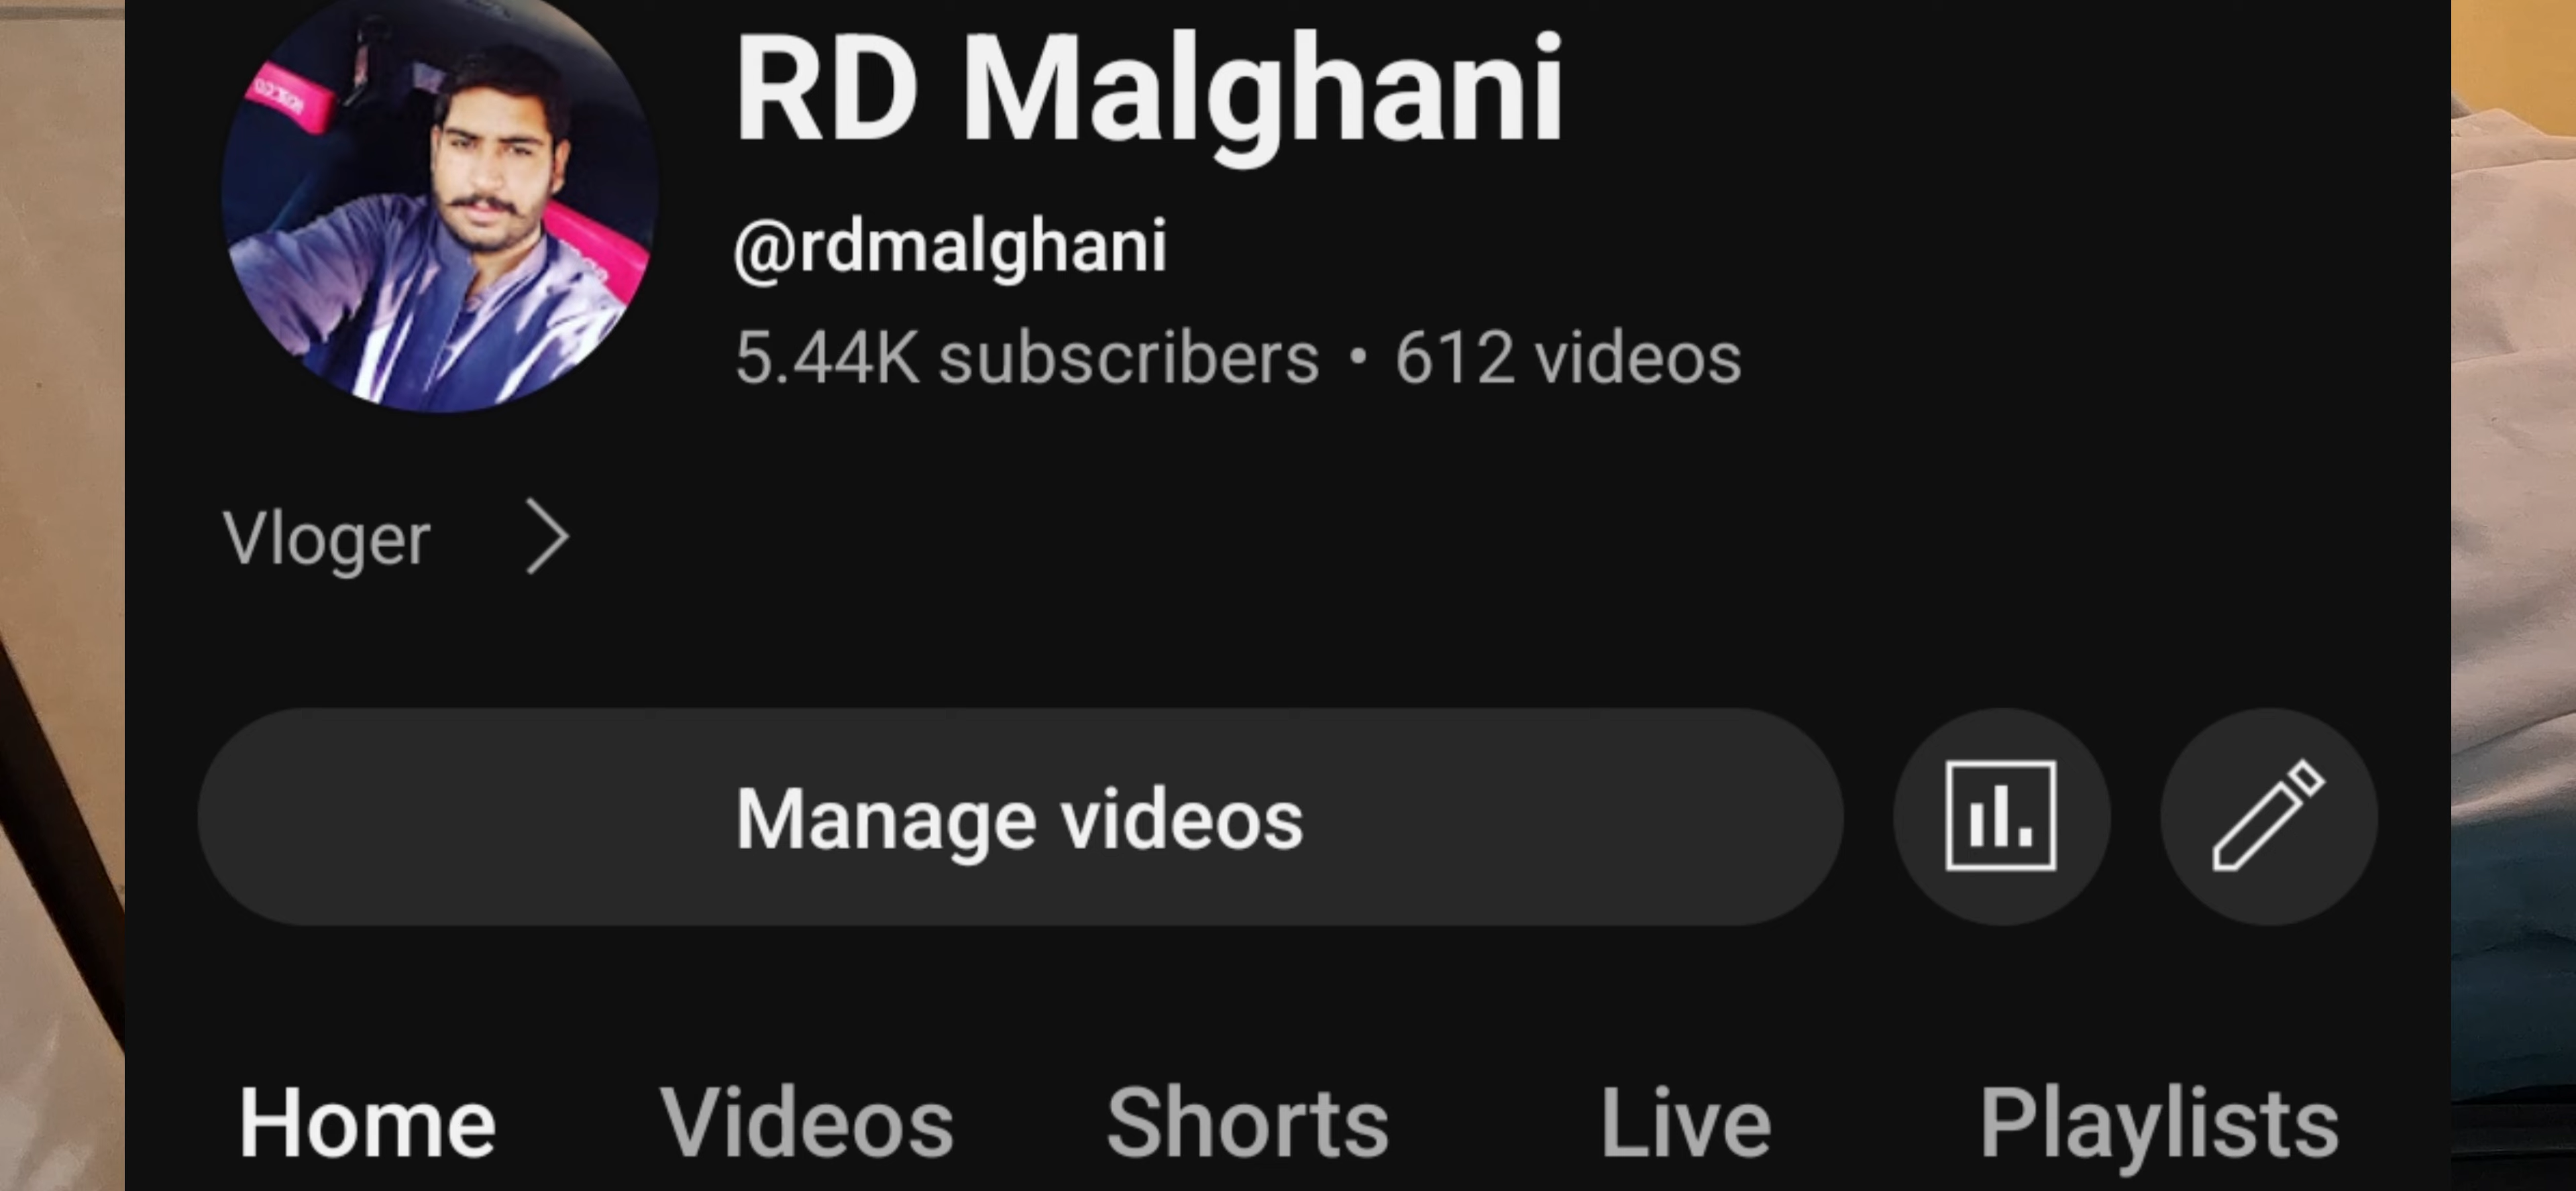 RD Malghani
@rdmalghani
5.44K subscribers • 612 videos
Vloger
Manage videos
Home Videos Shorts Live Playlists